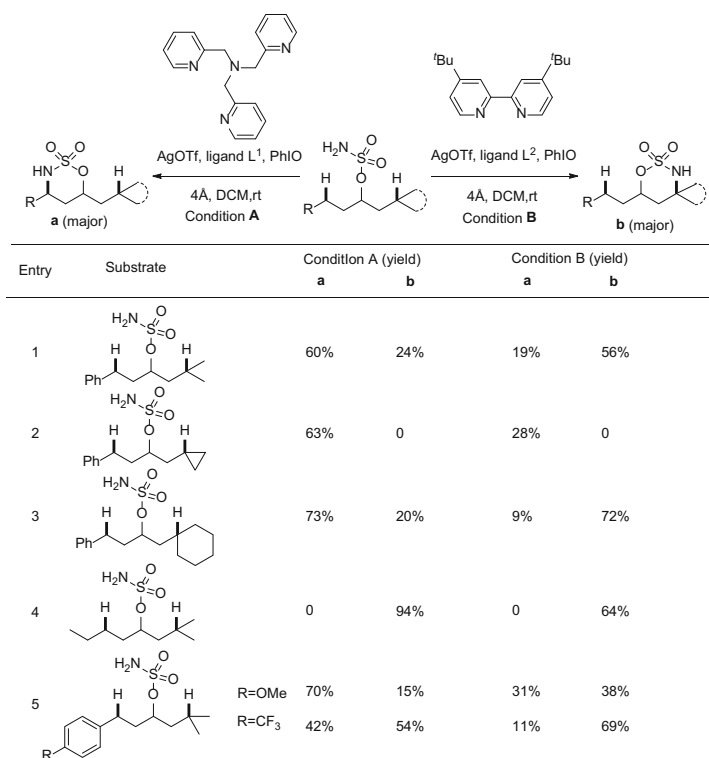 N
N
N
N
tBu
tBu
N
N
O
O
S
HN
O
H
R
a (major)
AgOTf, ligand L1, PhIO
4Å, DCM,rt
Condition A
H2N
O
S
O
H
O
H
R
AgOTf, ligand L2, PhIO
4Å, DCM,rt
Condition B
O
O
S
O
NH
H
R
b (major)
Entry
Substrate
CondItIon A (yield)
Condition B (yield)
a
b
a
b
H2N
O
S
O
H
O
H
Ph
1
60%
24%
19%
56%
H2N
O
S
O
H
O
H
Ph
2
63%
0
28%
0
H2N
O
S
O
H
O
H
Ph
3
73%
20%
9%
72%
H2N
O
S
O
H
O
H
4
0
94%
0
64%
H2N
O
S
O
H
O
H
R
5
R=OMe
70%
15%
31%
38%
R=CF3
42%
54%
11%
69%